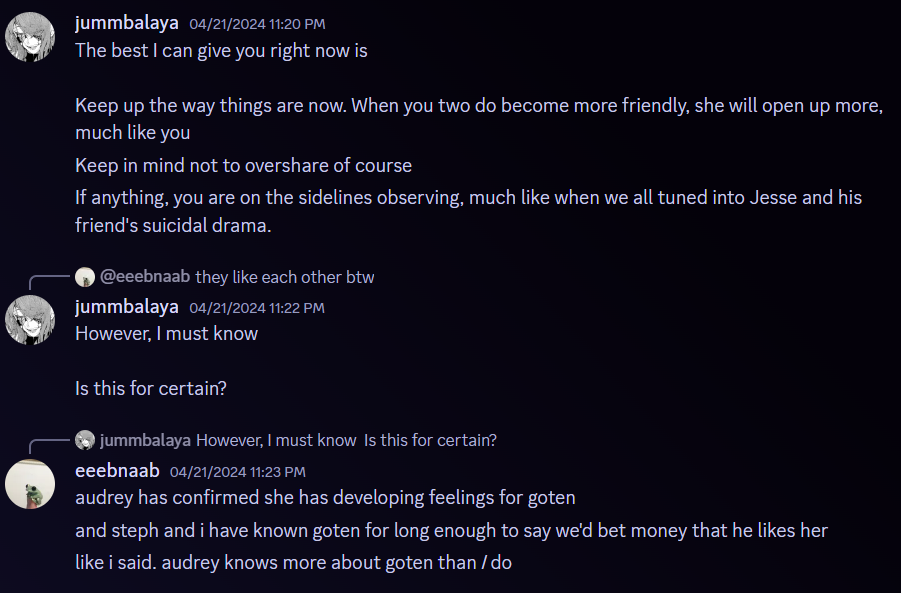 jummbalaya 04/21/2024 11:20 PM
The best I can give you right now is
Keep up the way things are now. When you two do become more friendly, she will open up more,
much like you
Keep in mind not to overshare of course
If anything, you are on the sidelines observing, much like when we all tuned into Jesse and his
friend's suicidal drama.
@eeebnaab they like each other btw
jummbalaya 04/21/2024 11:22 PM
However, I must know
Is this for certain?
jummbalaya However, I must know Is this for certain?
eeebnaab 04/21/2024 11:23 PM
audrey has confirmed she has developing feelings for goten
and steph and i have known goten for long enough to say we'd bet money that he likes her
like i said. audrey knows more about goten than I do